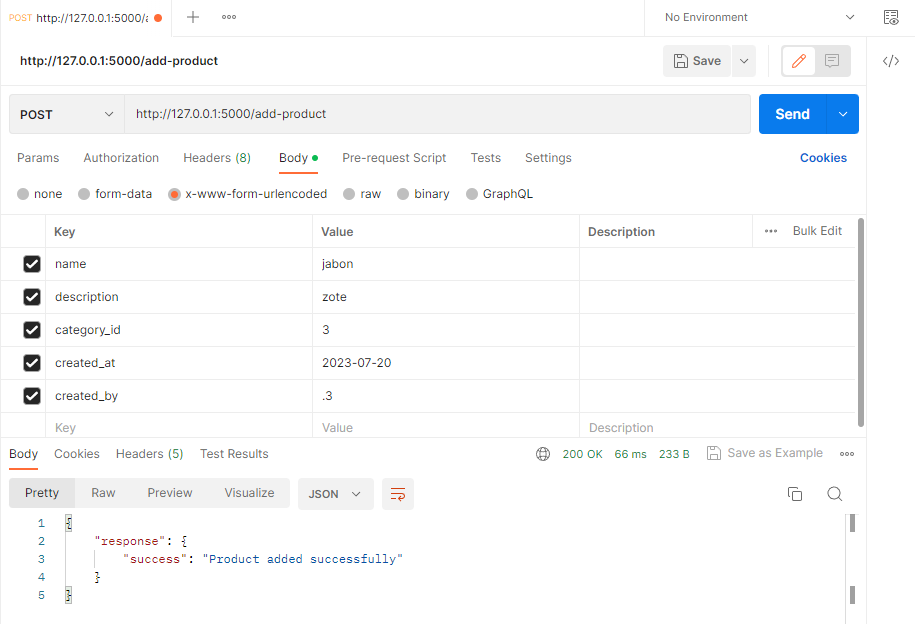 POST http://127.0.0.1:5000/a
No Environment
http://127.0.0.1:5000/add-product
Save
POST http://127.0.0.1:5000/add-product
Send
Params Authorization Headers (8) Body Pre-request Script Tests Settings Cookies
none form-data x-www-form-urlencoded raw binary GraphQL
Key Value Description Bulk Edit
name jabon
description zote
category_id 3
created_at 2023-07-20
created_by .3
Key Value Description
Body Cookies Headers (5) Test Results 200 OK 66 ms 233 B Save as Example
Pretty Raw Preview Visualize JSON
1 {
2 "response": {
3 "success": "Product added successfully"
4 }
5 }